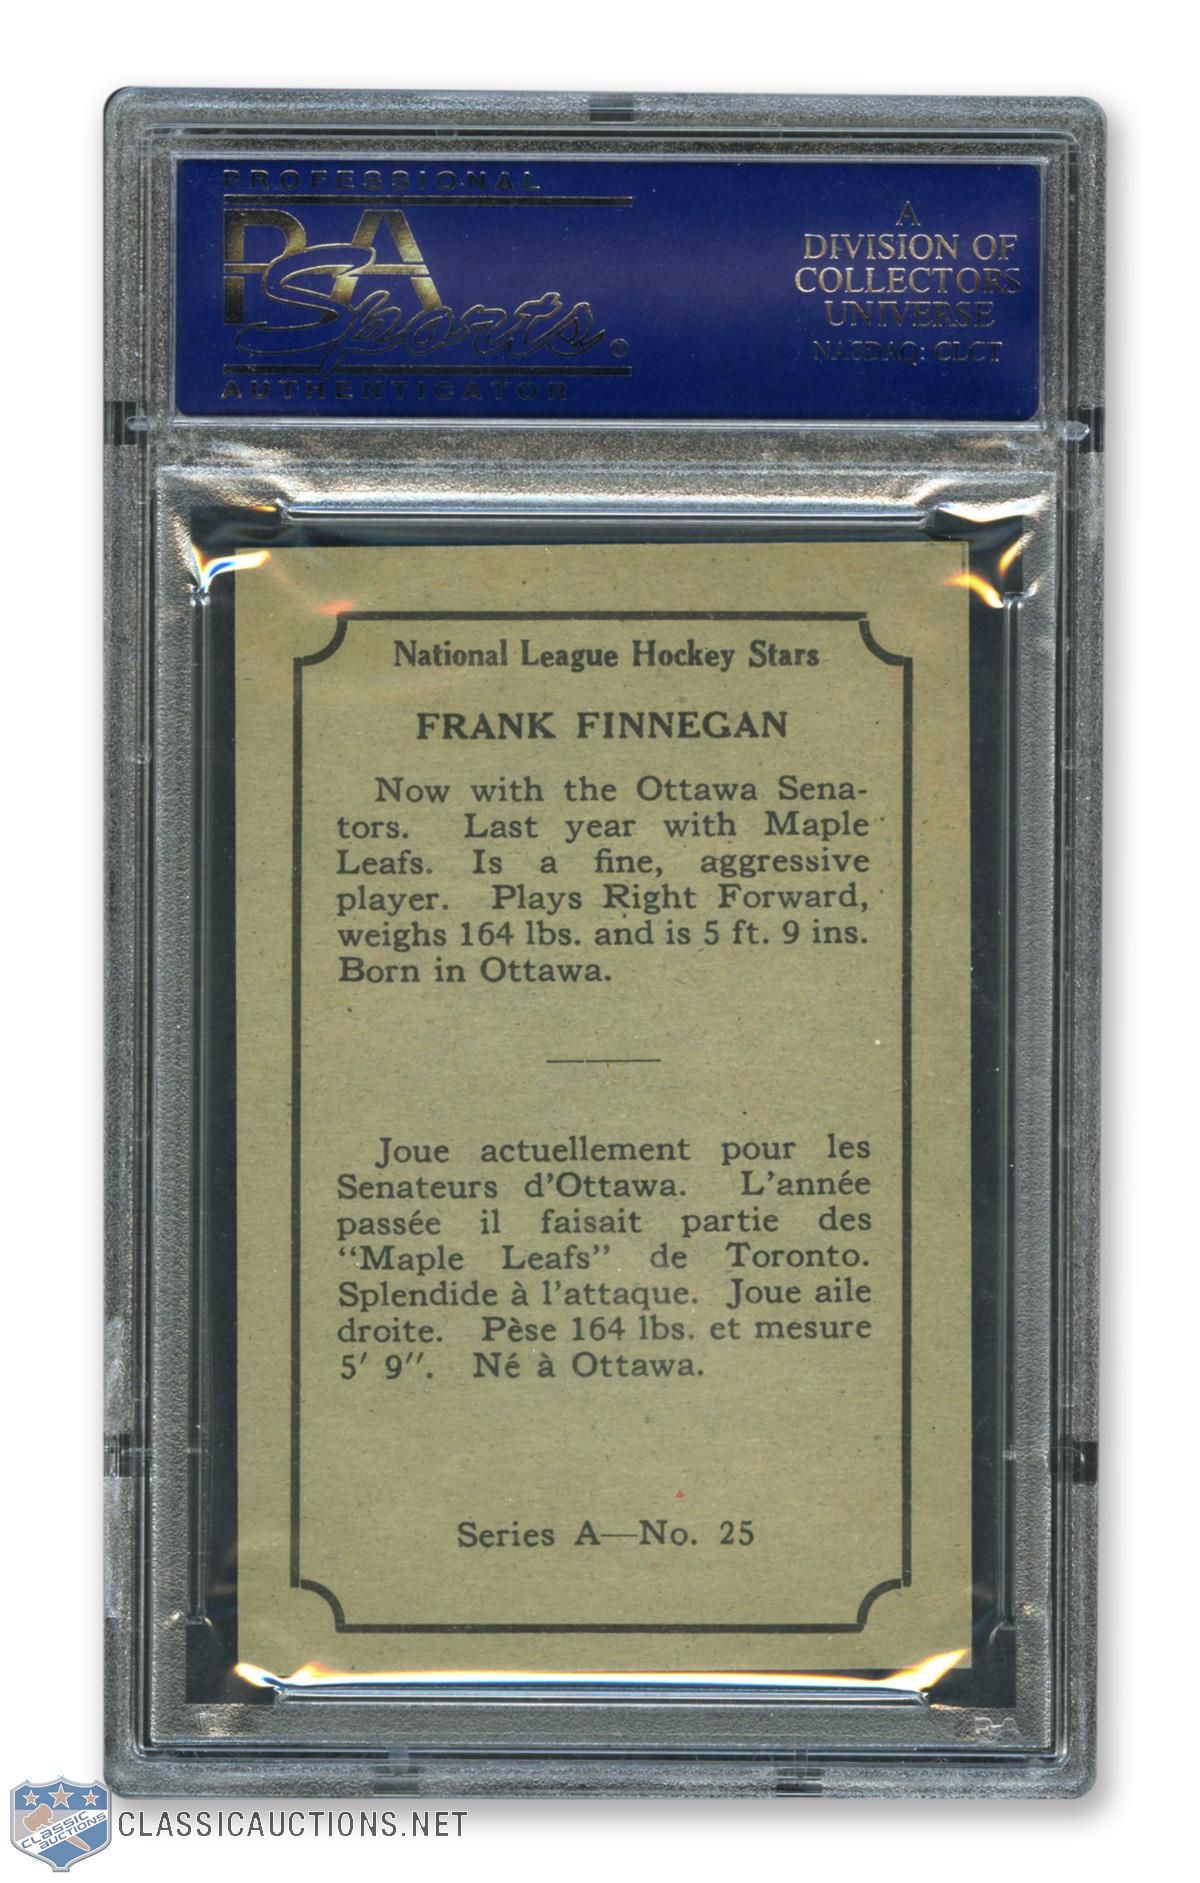 PROFESSIONAL
PSA
Sports®
AUTHENTICATOR
A
DIVISION OF
COLLECTORS
UNIVERSE
NASDAQ: CLCT
National League Hockey Stars
FRANK FINNEGAN
Now with the Ottawa Sena-
tors. Last year with Maple
Leafs. Is a fine, aggressive
player. Plays Right Forward,
weighs 164 lbs. and is 5 ft. 9 ins.
Born in Ottawa.
Joue actuellement pour les
Senateurs d'Ottawa. L'année
passée il faisait partie des
"Maple Leafs" de Toronto.
Splendide à l'attaque. Joue aile
droite. Pèse 164 lbs. et mesure
5' 9". Né à Ottawa.
Series A—No. 25
PSA
CLASSIC
AUCTIONS
CLASSICAUCTIONS.NET